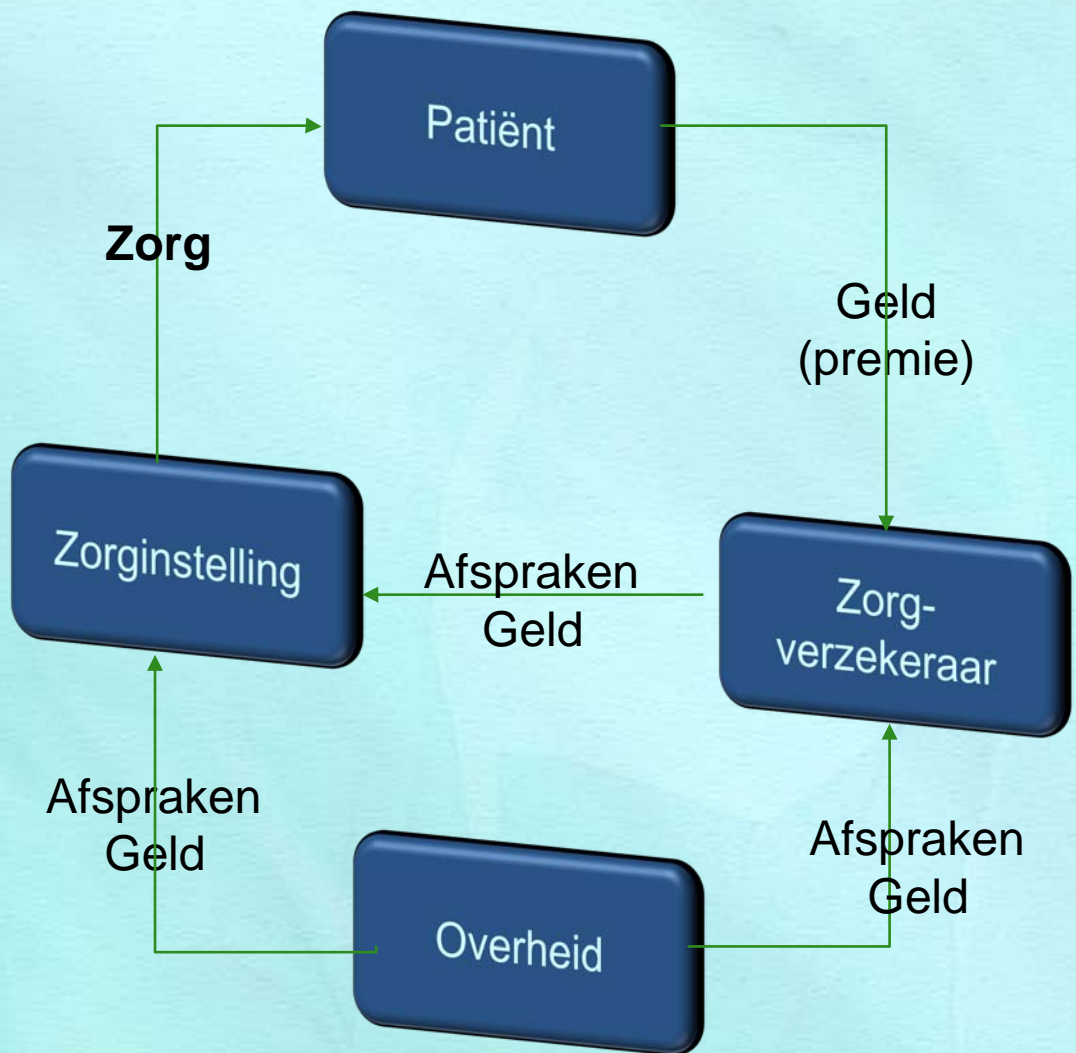 Patiënt
Zorg
Geld
(premie)
Zorginstelling
Afspraken
Geld
Zorg-
verzekeraar
Afspraken
Geld
Overheid
Afspraken
Geld